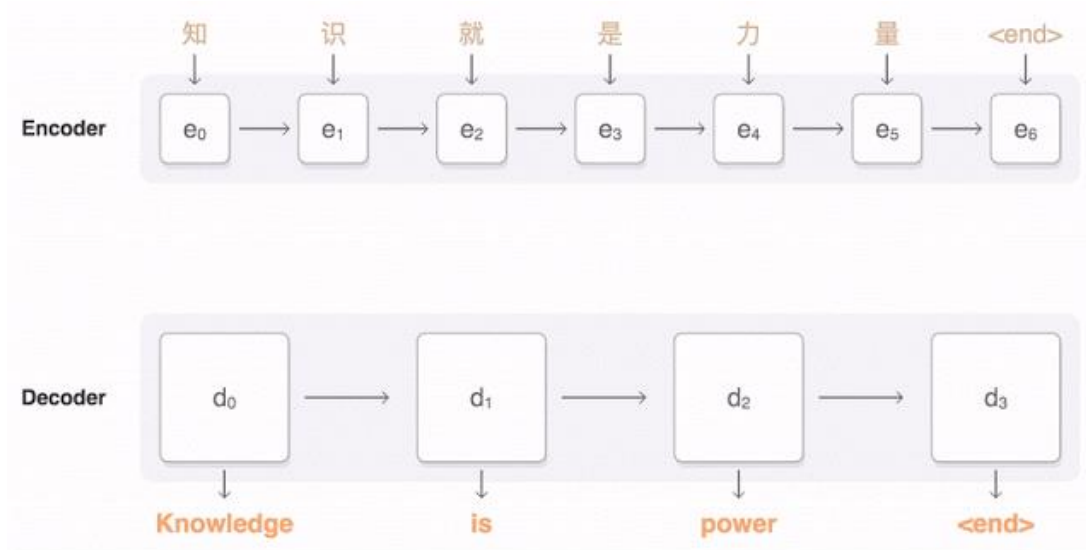 知 识 就 是 力 量 <end>
Encoder e₀ e₁ e₂ e₃ e₄ e₅ e₆
Decoder d₀ d₁ d₂ d₃
Knowledge is power <end>